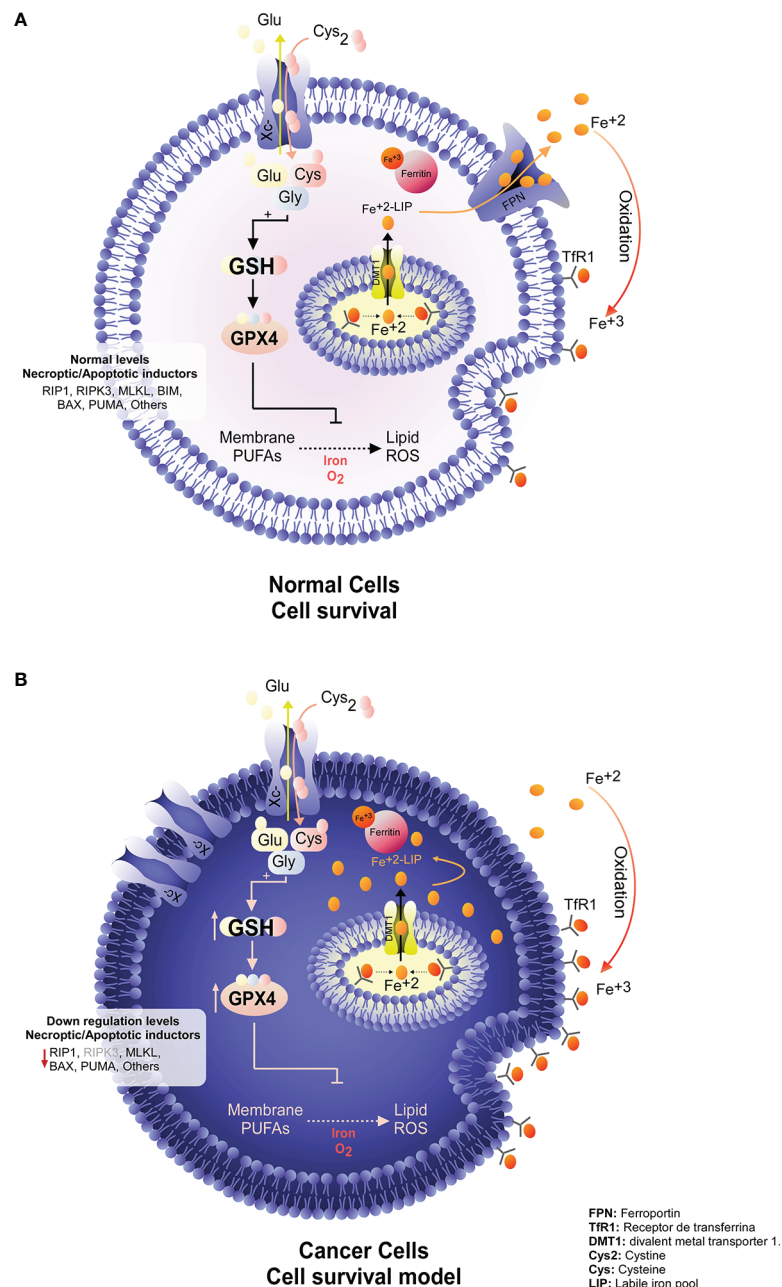 A
Glu
Cys2
Xc-
Glu
Cys
Gly
+
GSH
GPX4
Fe+3
Ferritin
Fe+2-LIP
DMT1
Fe+2
FPN
Fe+2
Oxidation
TfR1
Fe+3
Normal levels
Necroptic/Apoptotic inductors
RIP1, RIPK3, MLKL, BIM,
BAX, PUMA, Others
Membrane
PUFAs
Iron
O2
Lipid
ROS
Normal Cells
Cell survival
B
Glu
Cys2
Xc-
Xc-
Xc-
Glu
Cys
Gly
+
GSH
GPX4
Fe+3
Ferritin
Fe+2-LIP
DMT1
Fe+2
Fe+2
Oxidation
TfR1
Fe+3
Down regulation levels
Necroptic/Apoptotic inductors
RIP1, RIPK3, MLKL,
BAX, PUMA, Others
Membrane
PUFAs
Iron
O2
Lipid
ROS
Cancer Cells
Cell survival model
FPN: Ferroportin
TfR1: Receptor de transferrina
DMT1: divalent metal transporter 1.
Cys2: Cystine
Cys: Cysteine
LIP: Labile iron pool